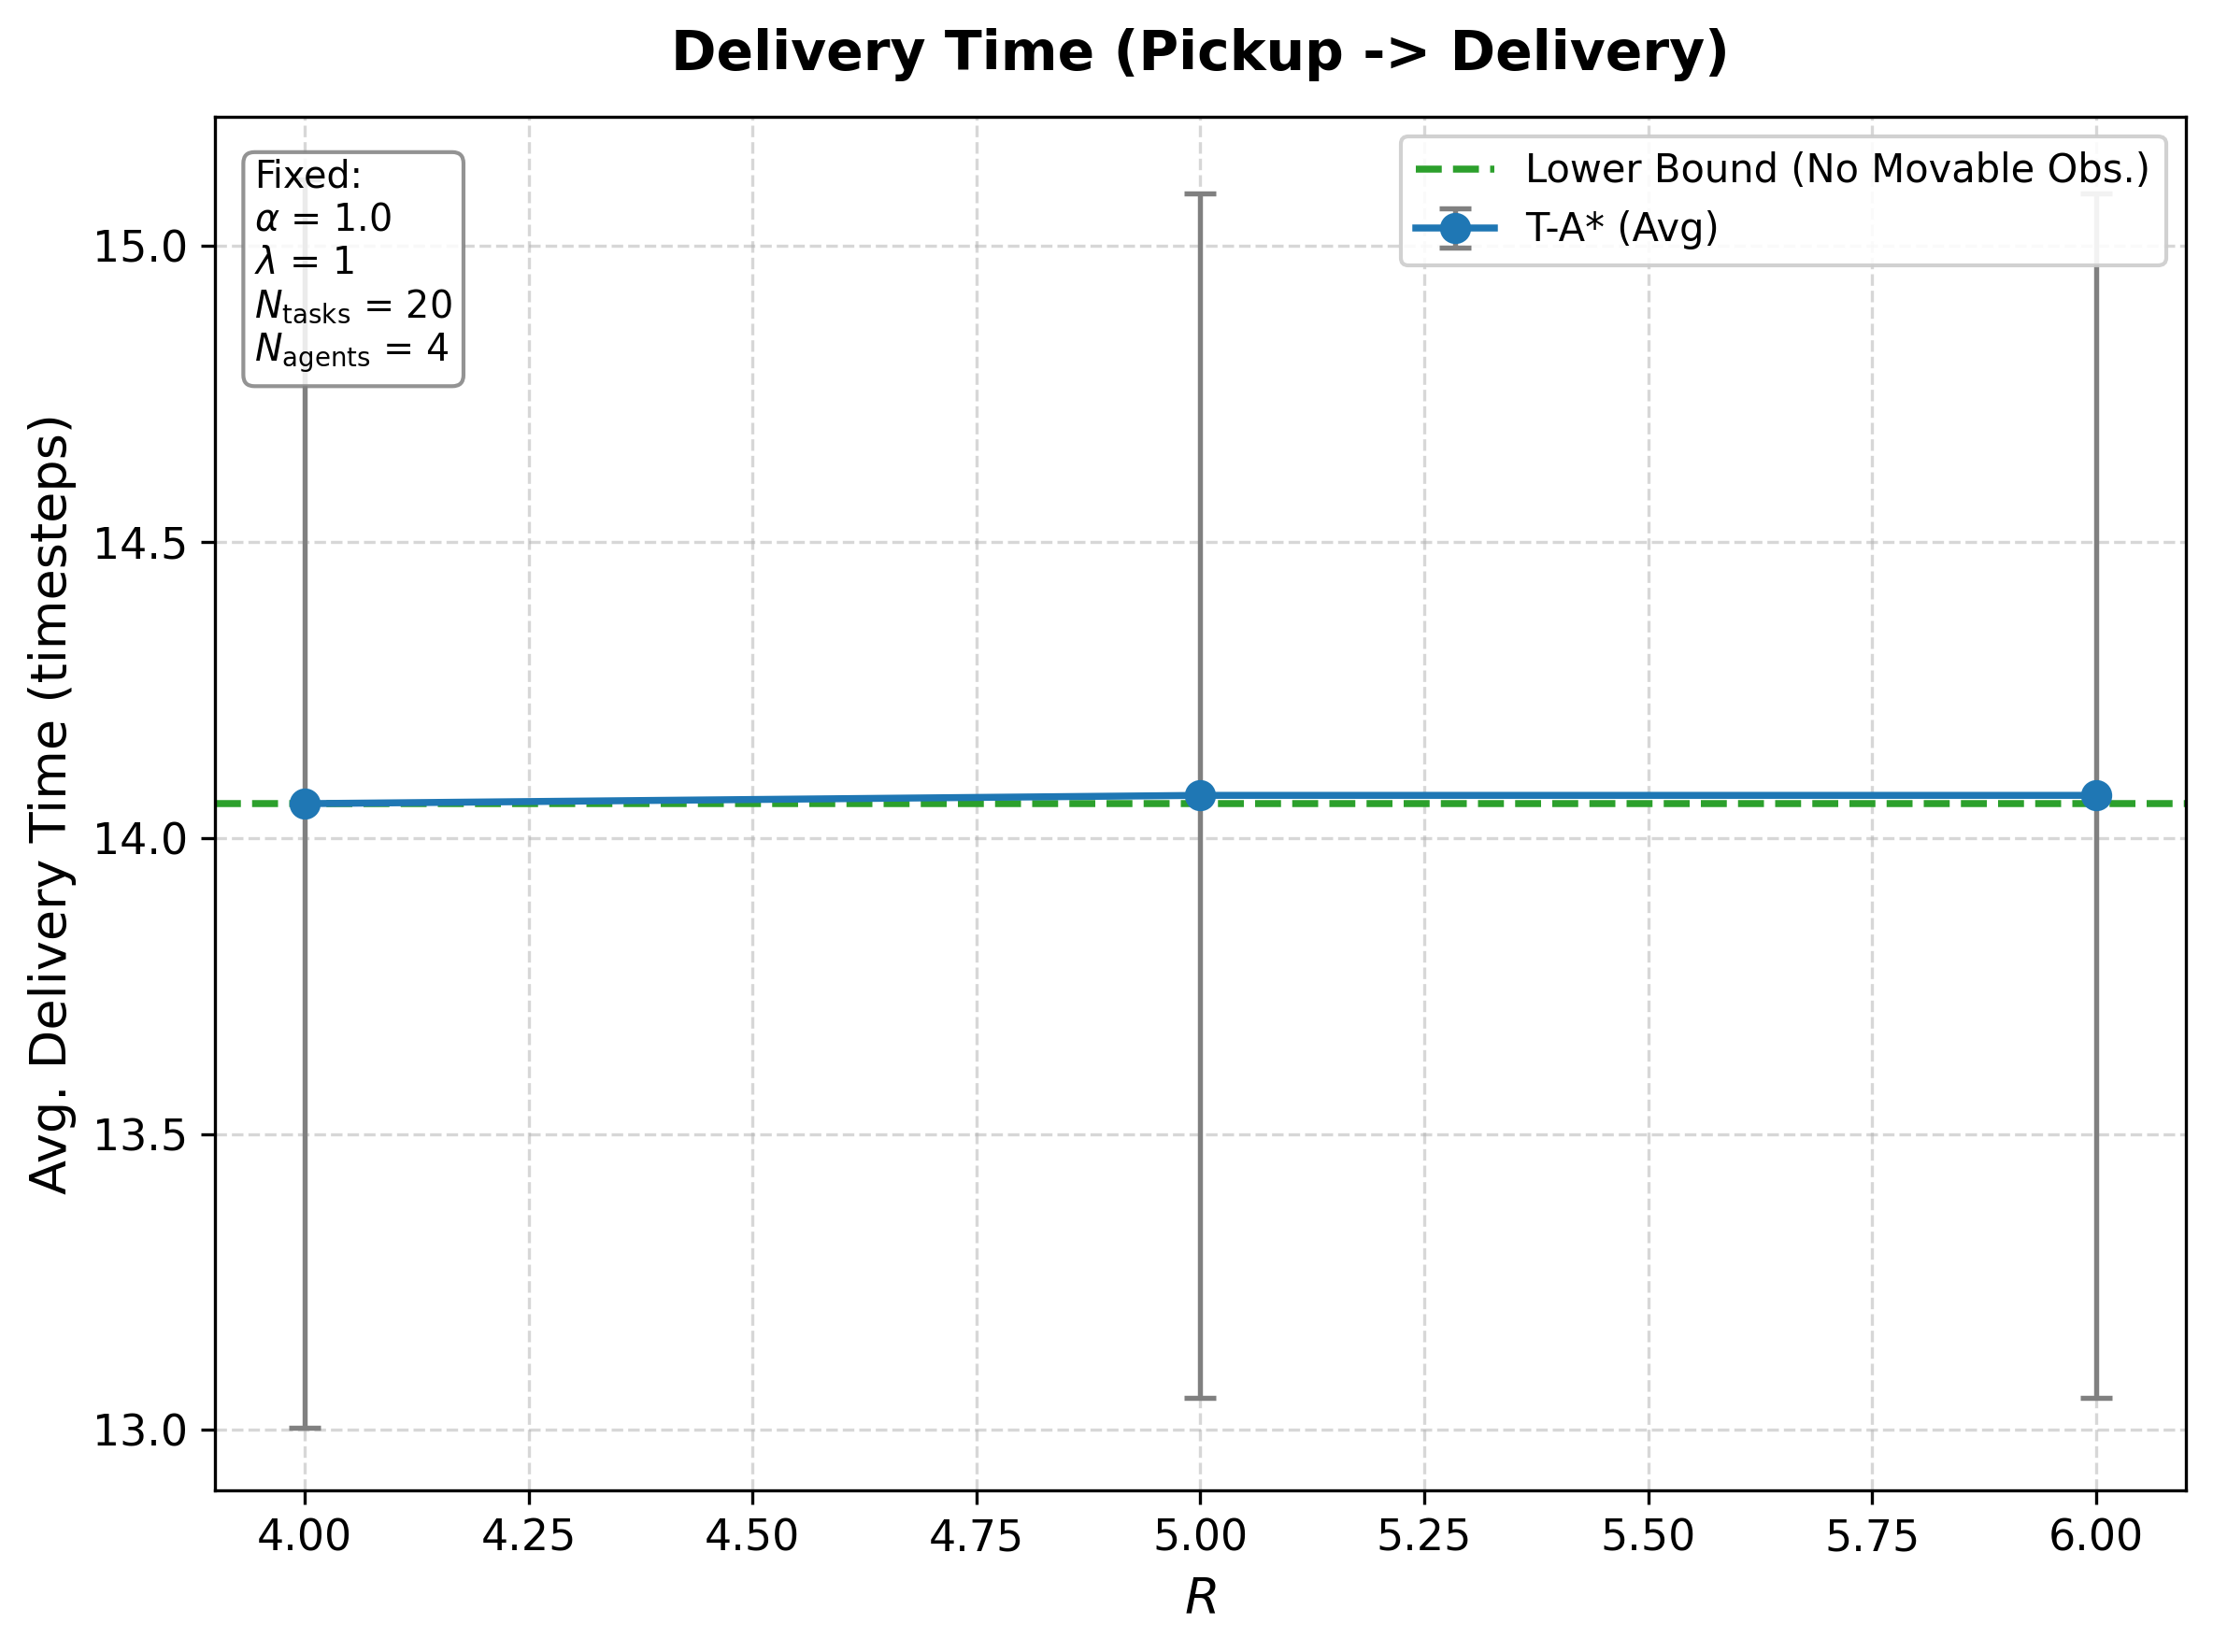 Delivery Time (Pickup -> Delivery)
Fixed:
α = 1.0
λ = 1
N_tasks = 20
N_agents = 4
Lower Bound (No Movable Obs.)
T-A* (Avg)
Avg. Delivery Time (timesteps)
15.0
14.5
14.0
13.5
13.0
4.00 4.25 4.50 4.75 5.00 5.25 5.50 5.75 6.00
R